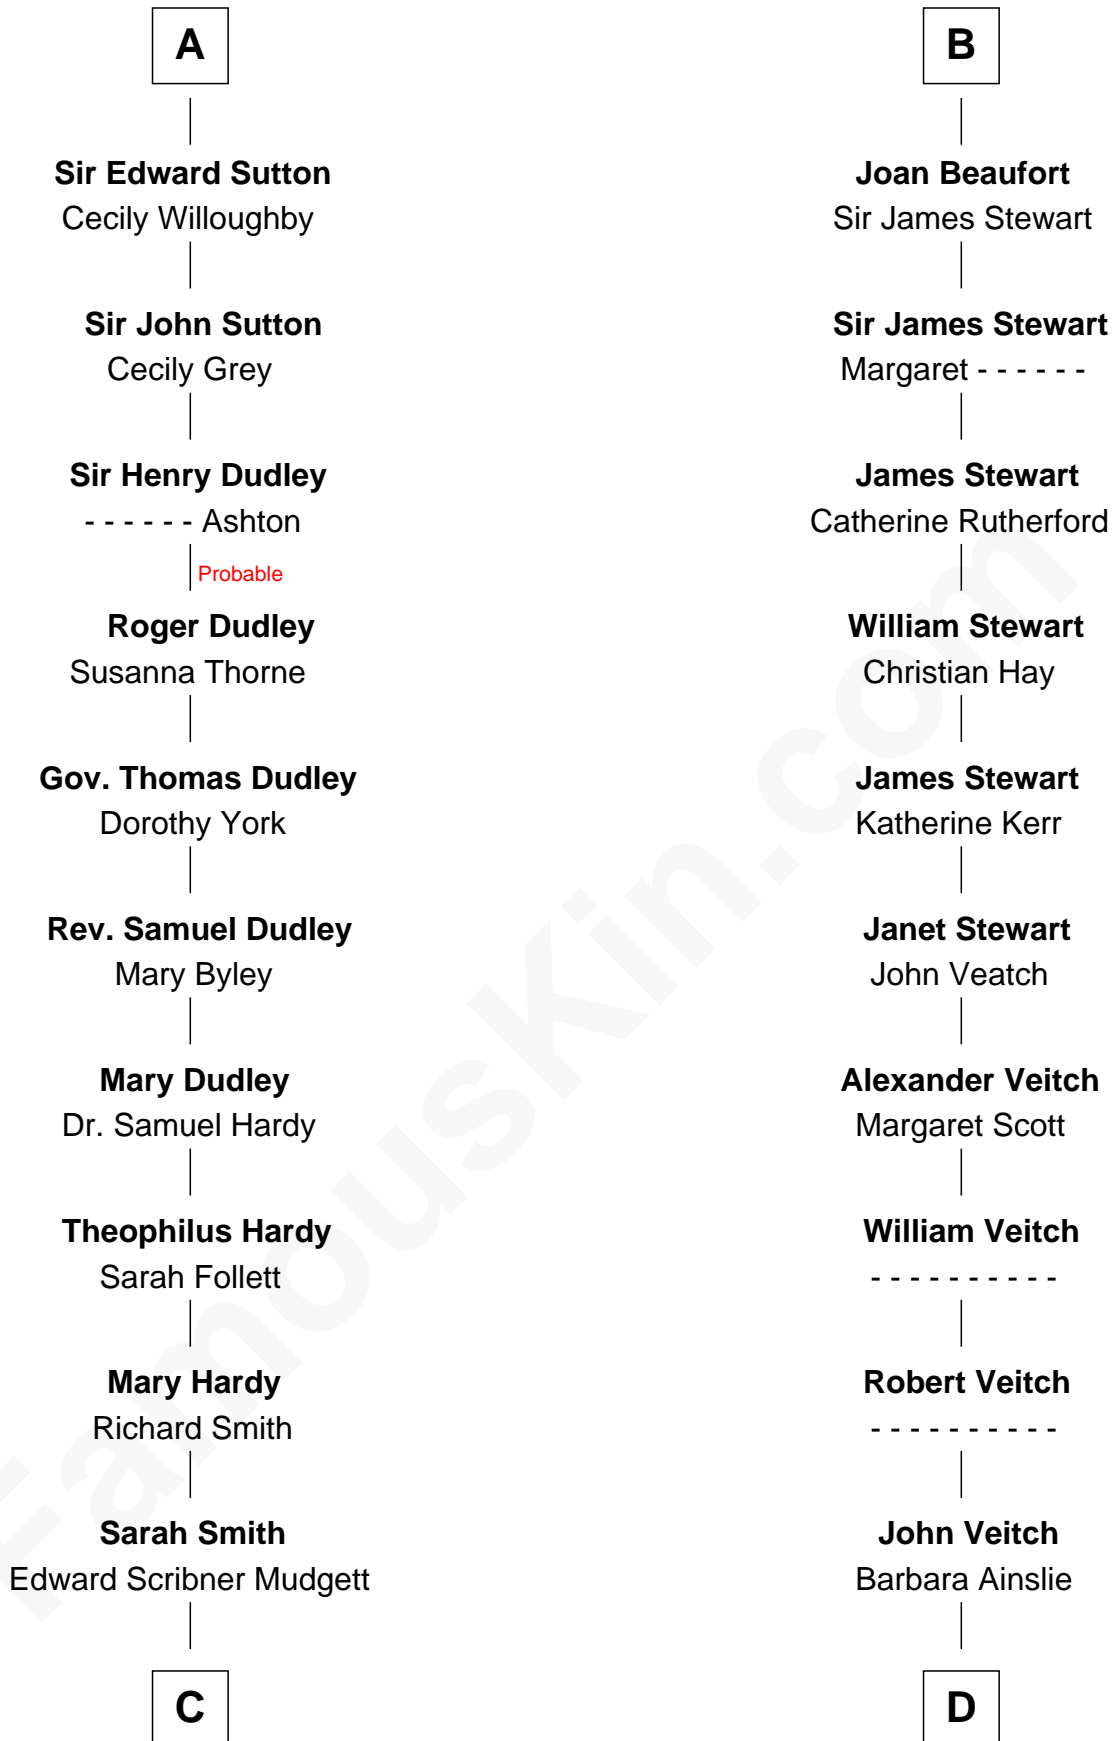 A
Sir Edward Sutton
Cecily Willoughby
Sir John Sutton
Cecily Grey
Sir Henry Dudley
- - - - - - Ashton
Probable
Roger Dudley
Susanna Thorne
Gov. Thomas Dudley
Dorothy York
Rev. Samuel Dudley
Mary Byley
Mary Dudley
Dr. Samuel Hardy
Theophilus Hardy
Sarah Follett
Mary Hardy
Richard Smith
Sarah Smith
Edward Scribner Mudgett
C
B
Joan Beaufort
Sir James Stewart
Sir James Stewart
Margaret - - - - - -
James Stewart
Catherine Rutherford
William Stewart
Christian Hay
James Stewart
Katherine Kerr
Janet Stewart
John Veatch
Alexander Veitch
Margaret Scott
William Veitch
- - - - - - - - - -
Robert Veitch
- - - - - - - - - -
John Veitch
Barbara Ainslie
D
FamousKin.com